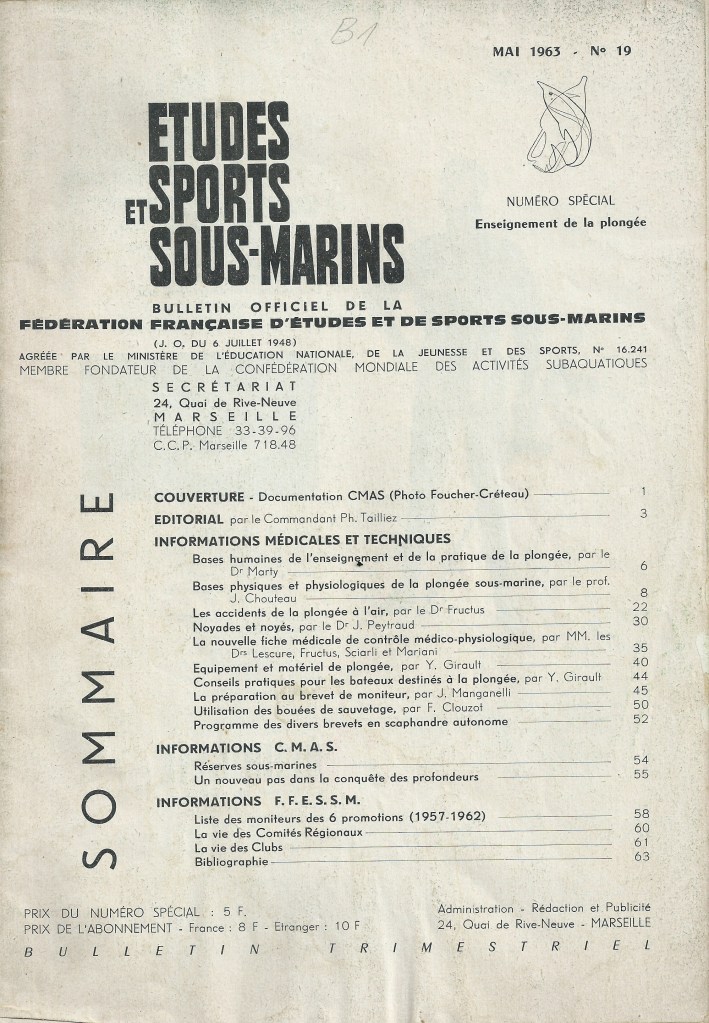 B1
MAI 1963 - No 19
ETUDES
ET SPORTS
SOUS-MARINS
NUMÉRO SPÉCIAL
Enseignement de la plongée
BULLETIN OFFICIEL DE LA
FÉDÉRATION FRANÇAISE D'ÉTUDES ET DE SPORTS SOUS-MARINS
(J. O, DU 6 JUILLET 1948)
AGRÉÉE PAR LE MINISTÈRE DE L'ÉDUCATION NATIONALE, DE LA JEUNESSE ET DES SPORTS, No 16.241
MEMBRE FONDATEUR DE LA CONFÉDÉRATION MONDIALE DES ACTIVITÉS SUBAQUATIQUES
SECRÉTARIAT
24, Quai de Rive-Neuve
MARSEILLE
TÉLÉPHONE 33-39-96
C.C.P. Marseille 718.48
SOMMAIRE
COUVERTURE - Documentation CMAS (Photo Foucher-Créteau) 1
EDITORIAL par le Commandant Ph. Tailliez 3
INFORMATIONS MÉDICALES ET TECHNIQUES
Bases humaines de l'enseignement et de la pratique de la plongée, par le
Dr Marty 6
Bases physiques et physiologiques de la plongée sous-marine, par le prof.
J. Chouteau 8
Les accidents de la plongée à l'air, par le Dr Fructus 22
Noyades et noyés, par le Dr J. Peytraud 30
La nouvelle fiche médicale de contrôle médico-physiologique, par MM. les
Drs Lescure, Fructus, Sciarli et Mariani 35
Equipement et matériel de plongée, par Y. Girault 40
Conseils pratiques pour les bateaux destinés à la plongée, par Y. Girault 44
La préparation au brevet de moniteur, par J. Manganelli 45
Utilisation des bouées de sauvetage, par F. Clouzot 50
Programme des divers brevets en scaphandre autonome 52
INFORMATIONS C. M. A. S.
Réserves sous-marines 54
Un nouveau pas dans la conquête des profondeurs 55
INFORMATIONS F. F. E. S. S. M.
Liste des moniteurs des 6 promotions (1957-1962) 58
La vie des Comités Régionaux 60
La vie des Clubs 61
Bibliographie 63
PRIX DU NUMÉRO SPÉCIAL : 5 F.
PRIX DE L'ABONNEMENT - France : 8 F - Etranger : 10 F
Administration - Rédaction et Publicité
24, Quai de Rive-Neuve - MARSEILLE
BULLETIN TRIMESTRIEL